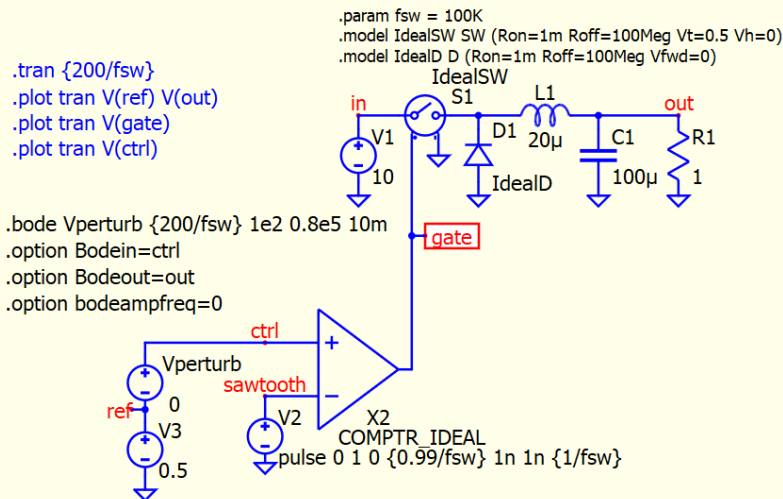 .param fsw = 100K
.model IdealSW SW (Ron=1m Roff=100Meg Vt=0.5 Vh=0)
.model IdealD D (Ron=1m Roff=100Meg Vfwd=0)
.tran {200/fsw}
.plot tran V(ref) V(out)
.plot tran V(gate)
.plot tran V(ctrl)
IdealSW
in
S1
L1
out
V1
D1
20µ
C1
R1
10
IdealD
100µ
1
.bode Vperturb {200/fsw} 1e2 0.8e5 10m
.option Bodein=ctrl
.option Bodeout=out
.option bodeampfreq=0
gate
ctrl
+
Vperturb
sawtooth
−
0
ref
V3
V2
X2
COMPTR_IDEAL
0.5
pulse 0 1 0 {0.99/fsw} 1n 1n {1/fsw}